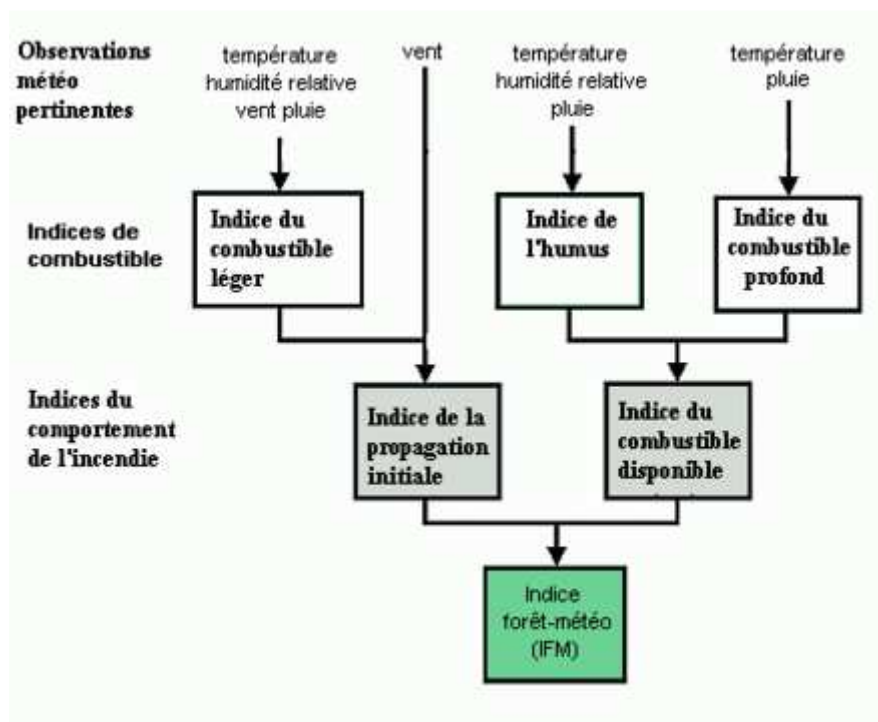 Observations
météo
pertinentes
température
humidité relative
vent pluie
vent
température
humidité relative
pluie
température
pluie
Indices de
combustible
Indice du
combustible
léger
Indice de
l'humus
Indice du
combustible
profond
Indices du
comportement
de l'incendie
Indice de la
propagation
initiale
Indice du
combustible
disponible
Indice
forêt-météo
(IFM)